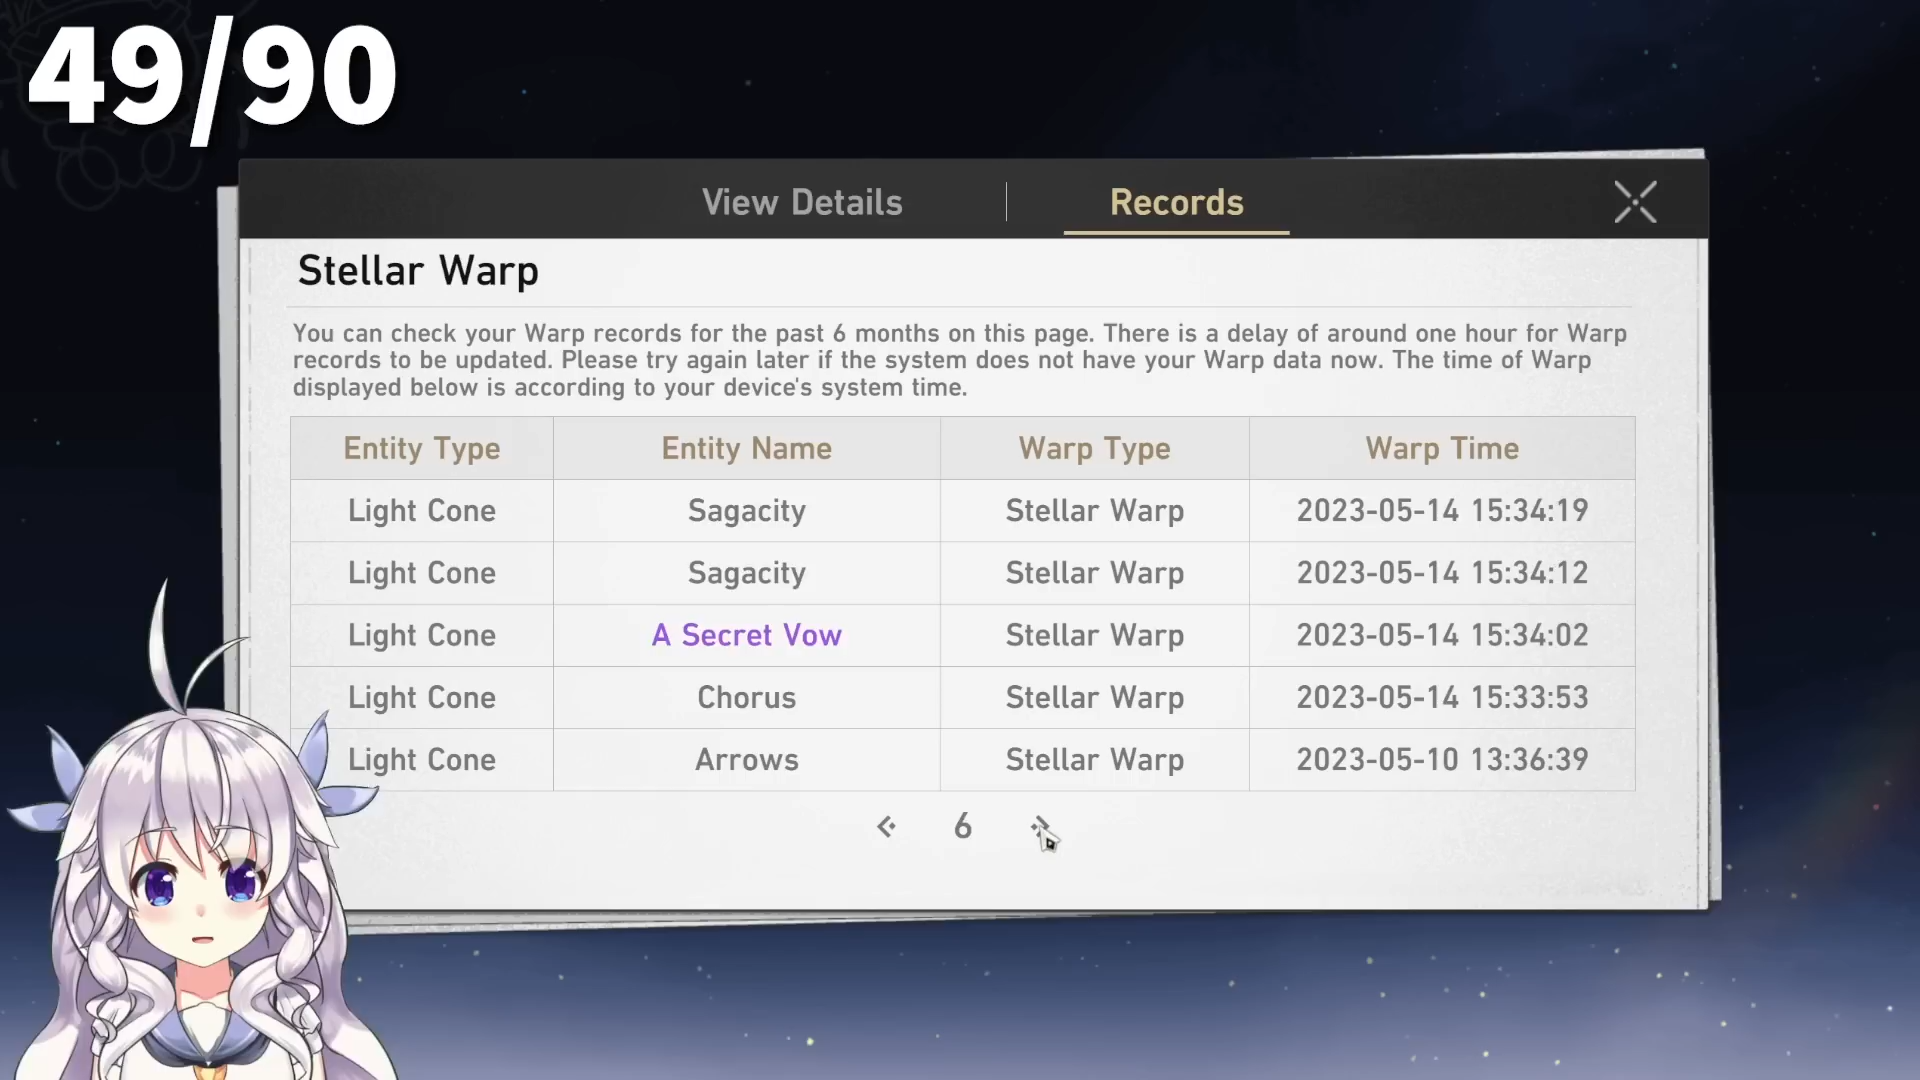 49/90
View Details
Records
Stellar Warp
You can check your Warp records for the past 6 months on this page. There is a delay of around one hour for Warp
records to be updated. Please try again later if the system does not have your Warp data now. The time of Warp
displayed below is according to your device's system time.
Entity Type Entity Name Warp Type Warp Time
Light Cone Sagacity Stellar Warp 2023-05-14 15:34:19
Light Cone Sagacity Stellar Warp 2023-05-14 15:34:12
Light Cone A Secret Vow Stellar Warp 2023-05-14 15:34:02
Light Cone Chorus Stellar Warp 2023-05-14 15:33:53
Light Cone Arrows Stellar Warp 2023-05-10 13:36:39
6